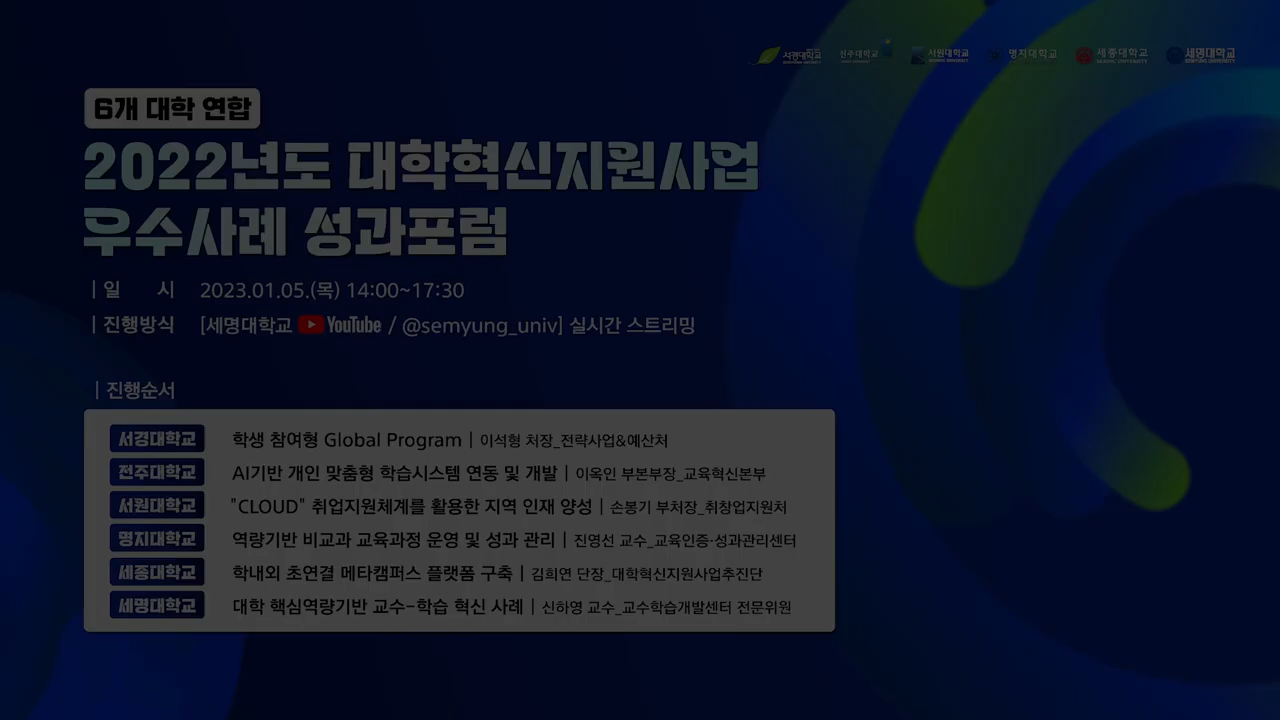 서경대학교 전주대학교 서원대학교 명지대학교 세종대학교 세명대학교
6개 대학 연합
2022년도 대학혁신지원사업
우수사례 성과포럼
| 일 시 2023.01.05.(목) 14:00~17:30
| 진행방식 [세명대학교 YouTube / @semyung_univ] 실시간 스트리밍
| 진행순서
서경대학교 학생 참여형 Global Program | 이석형 처장_전략사업&예산처
전주대학교 AI기반 개인 맞춤형 학습시스템 연동 및 개발 | 이옥인 부본부장_교육혁신본부
서원대학교 "CLOUD" 취업지원체계를 활용한 지역 인재 양성 | 손봉기 부처장_취창업지원처
명지대학교 역량기반 비교과 교육과정 운영 및 성과 관리 | 진영선 교수_교육인증·성과관리센터
세종대학교 학내외 초연결 메타캠퍼스 플랫폼 구축 | 김희연 단장_대학혁신지원사업추진단
세명대학교 대학 핵심역량기반 교수-학습 혁신 사례 | 신하영 교수_교수학습개발센터 전문위원